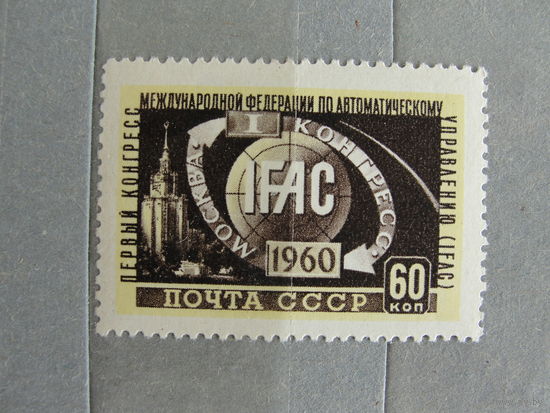 ПЕРВЫЙ КОНГРЕСС
МЕЖДУНАРОДНОЙ ФЕДЕРАЦИИ ПО АВТОМАТИЧЕСКОМУ
УПРАВЛЕНИЮ (IFAC)
I КОНГРЕСС.
МОСКВА
IFAC
1960
ПОЧТА СССР
60
КОП